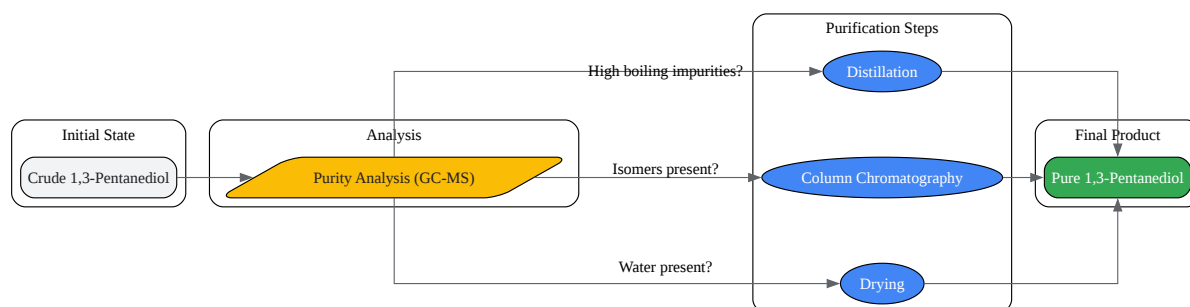 Purification Steps
High boiling impurities?
Distillation
Initial State
Analysis
Final Product
Crude 1,3-Pentanediol
Purity Analysis (GC-MS)
Isomers present?
Column Chromatography
Pure 1,3-Pentanediol
Water present?
Drying